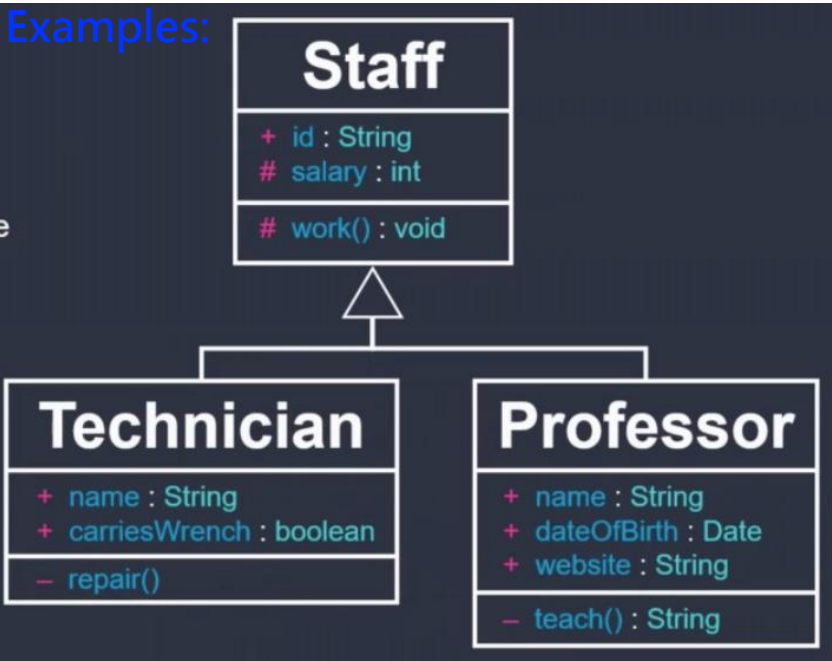 Examples:
Staff
+ id : String
# salary : int
# work() : void
e
Technician
+ name : String
+ carriesWrench : boolean
– repair()
Professor
+ name : String
+ dateOfBirth : Date
+ website : String
– teach() : String